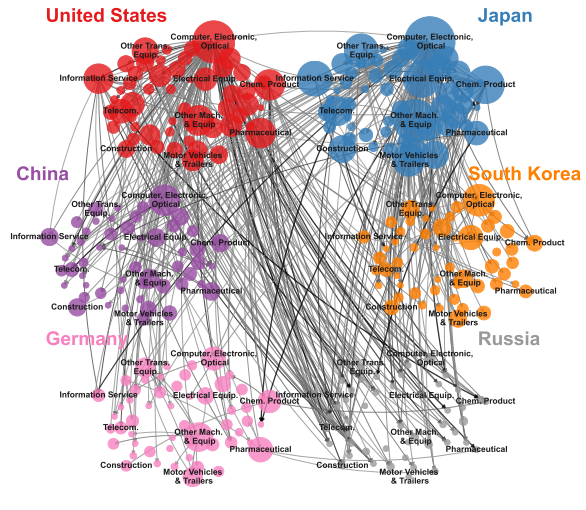 United States
Computer, Electronic,
Optical
Other Trans.
Equip.
Information Service
Electrical Equip.
Chem. Product
Telecom.
Other Mach.
& Equip
Pharmaceutical
Construction
Motor Vehicles
& Trailers
Japan
Computer, Electronic,
Optical
Other Trans.
Equip.
Information Service
Electrical Equip.
Chem. Product
Telecom.
Other Mach.
& Equip
Pharmaceutical
Construction
Motor Vehicles
& Trailers
China
Computer, Electronic,
Optical
Other Trans.
Equip.
Information Service
Electrical Equip.
Chem. Product
Telecom.
Other Mach.
& Equip
Pharmaceutical
Construction
Motor Vehicles
& Trailers
South Korea
Computer, Electronic,
Optical
Other Trans.
Equip.
Information Service
Electrical Equip.
Chem. Product
Telecom.
Other Mach.
& Equip
Pharmaceutical
Construction
Motor Vehicles
& Trailers
Germany
Computer, Electronic,
Optical
Other Trans.
Equip.
Information Service
Electrical Equip.
Chem. Product
Telecom.
Other Mach.
& Equip
Pharmaceutical
Construction
Motor Vehicles
& Trailers
Russia
Computer, Electronic,
Optical
Other Trans.
Equip.
Information Service
Electrical Equip.
Chem. Product
Telecom.
Other Mach.
& Equip
Pharmaceutical
Construction
Motor Vehicles
& Trailers